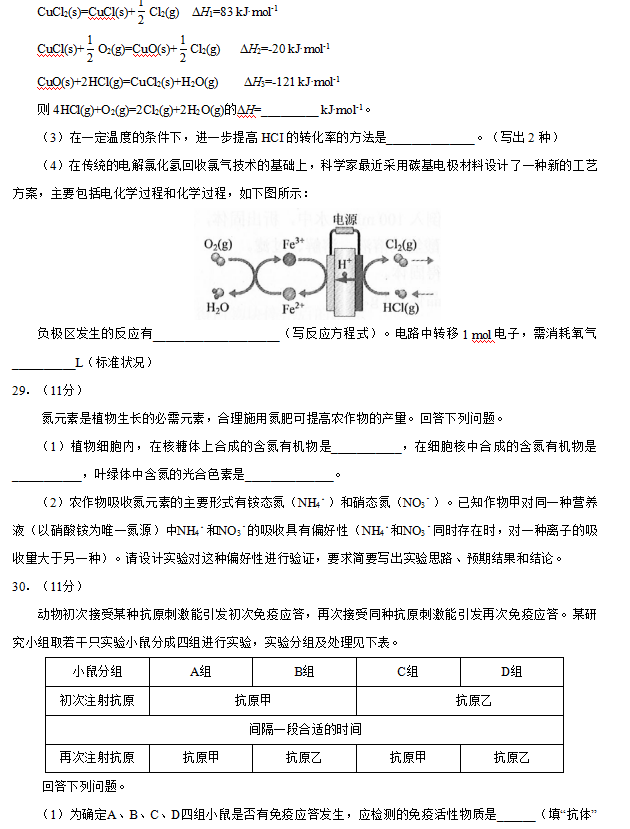 CuCl₂(s)=CuCl(s)+1/2 Cl₂(g) ΔH₁=83 kJ·mol⁻¹
CuCl(s)+1/2 O₂(g)=CuO(s)+1/2 Cl₂(g) ΔH₂=-20 kJ·mol⁻¹
CuO(s)+2HCl(g)=CuCl₂(s)+H₂O(g) ΔH₃=-121 kJ·mol⁻¹
则 4HCl(g)+O₂(g)=2Cl₂(g)+2H₂O(g)的ΔH=_________ kJ·mol⁻¹。
（3）在一定温度的条件下，进一步提高 HCl 的转化率的方法是______________。（写出 2 种）
（4）在传统的电解氯化氢回收氯气技术的基础上，科学家最近采用碳基电极材料设计了一种新的工艺
方案，主要包括电化学过程和化学过程，如下图所示：
电源
O₂(g) Fe³⁺ H⁺ Cl₂(g)
H₂O Fe²⁺ HCl(g)
负极区发生的反应有____________________（写反应方程式）。电路中转移 1 mol 电子，需消耗氧气
__________L（标准状况）
29.（11分）
氮元素是植物生长的必需元素，合理施用氮肥可提高农作物的产量。回答下列问题。
（1）植物细胞内，在核糖体上合成的含氮有机物是___________，在细胞核中合成的含氮有机物是
___________，叶绿体中含氮的光合色素是______________。
（2）农作物吸收氮元素的主要形式有铵态氮（NH₄⁺）和硝态氮（NO₃⁻）。已知作物甲对同一种营养
液（以硝酸铵为唯一氮源）中NH₄⁺和NO₃⁻的吸收具有偏好性（NH₄⁺和NO₃⁻同时存在时，对一种离子的吸
收量大于另一种）。请设计实验对这种偏好性进行验证，要求简要写出实验思路、预期结果和结论。
30.（11分）
动物初次接受某种抗原刺激能引发初次免疫应答，再次接受同种抗原刺激能引发再次免疫应答。某研
究小组取若干只实验小鼠分成四组进行实验，实验分组及处理见下表。
小鼠分组 A组 B组 C组 D组
初次注射抗原 抗原甲 抗原乙
间隔一段合适的时间
再次注射抗原 抗原甲 抗原乙 抗原甲 抗原乙
回答下列问题。
（1）为确定A、B、C、D四组小鼠是否有免疫应答发生，应检测的免疫活性物质是______（填“抗体”